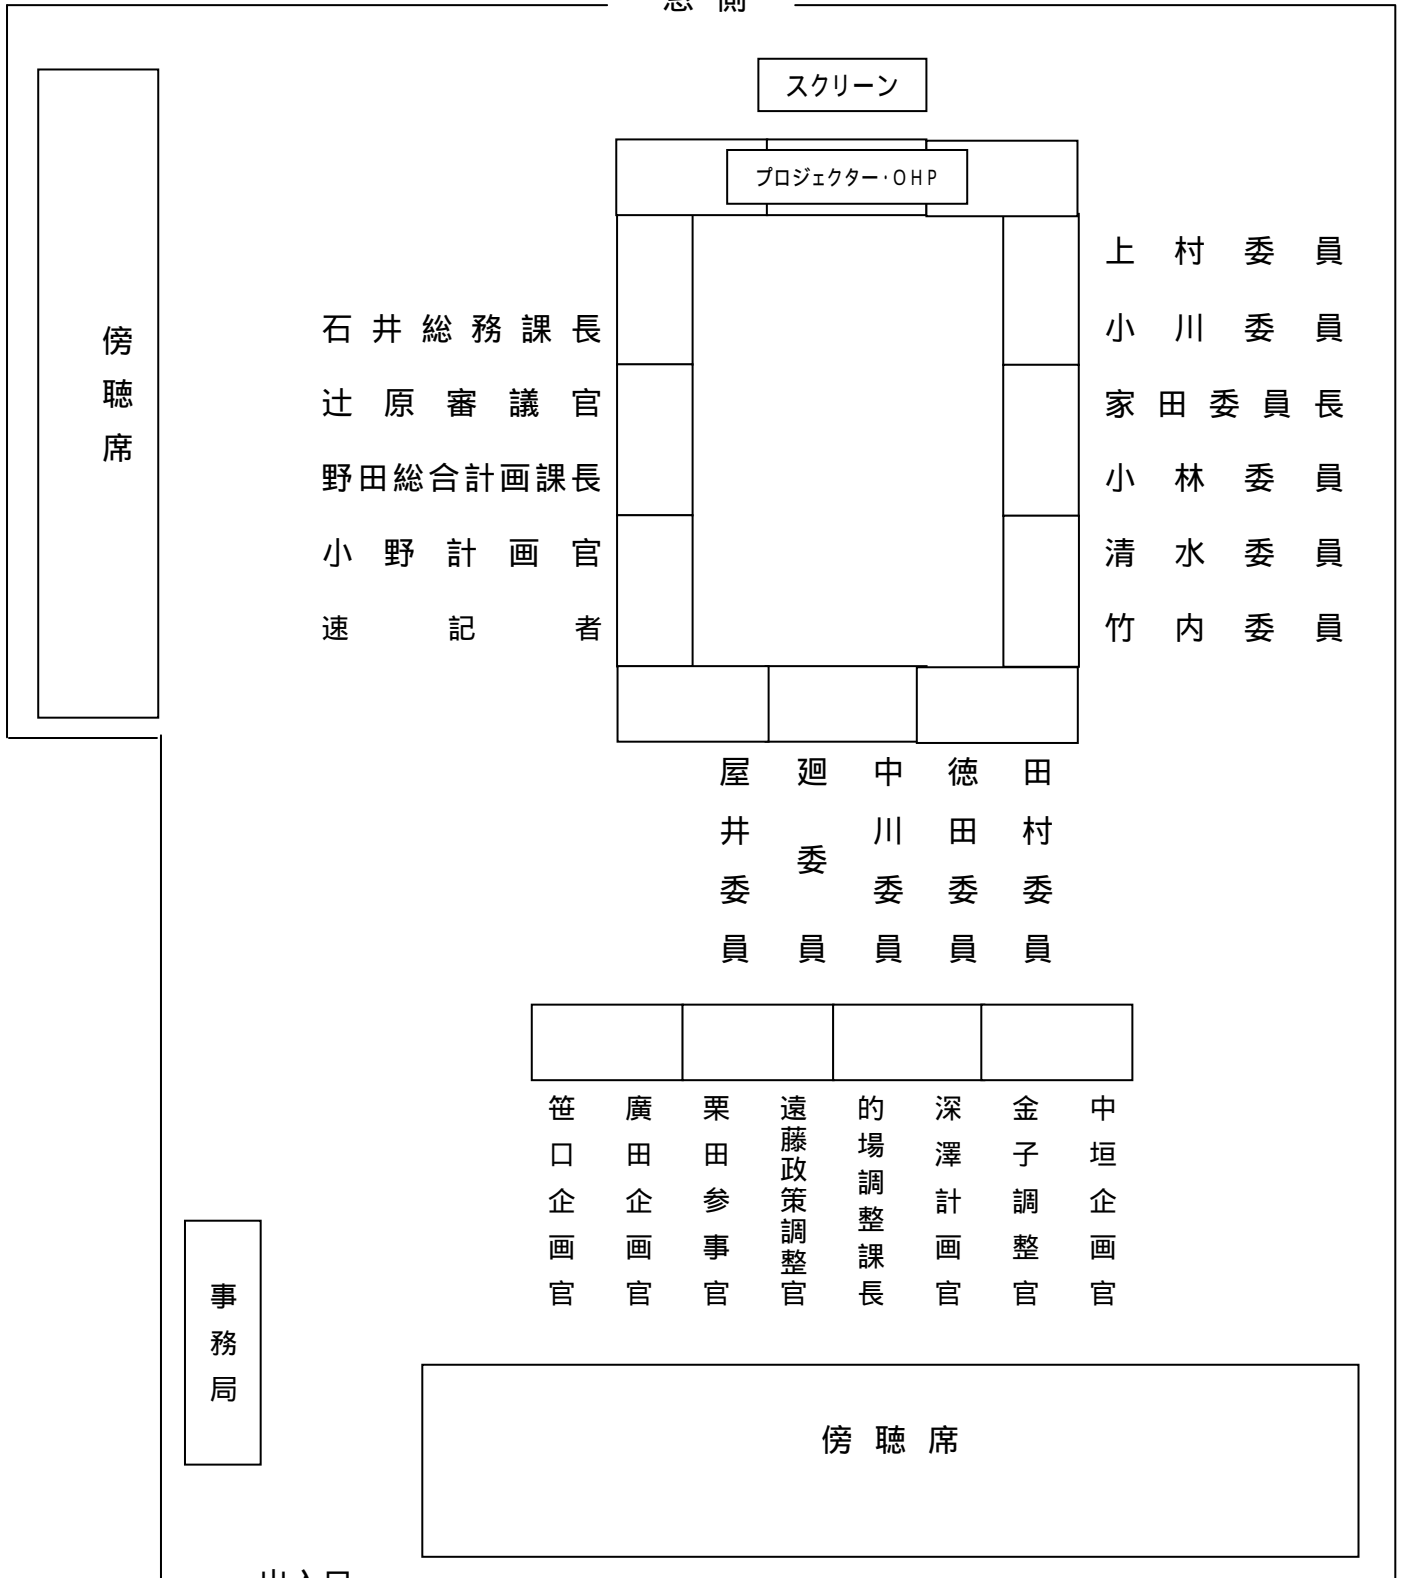 窓側
スクリーン
プロジェクター・OHP
傍聴席
石井総務課長
辻原審議官
野田総合計画課長
小野計画官
速記者
上村委員
小川委員
家田委員長
小林委員
清水委員
竹内委員
屋井委員
廻委員
中川委員
徳田委員
田村委員
笹口企画官
廣田企画官
栗田参事官
遠藤政策調整官
的場調整課長
深澤計画官
金子調整官
中垣企画官
事務局
傍聴席
出入口